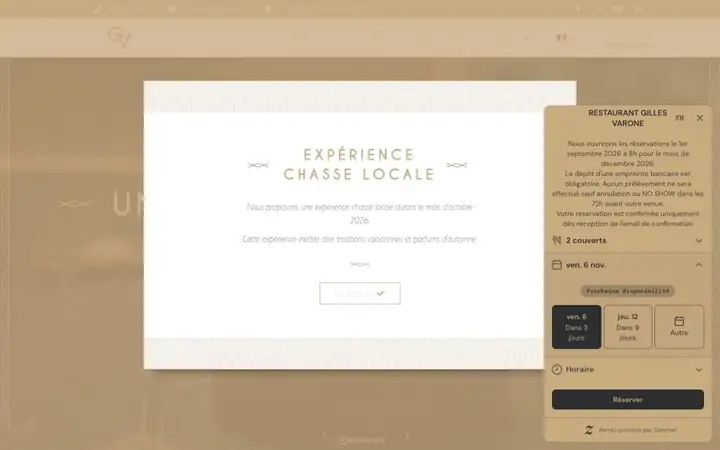 GV
UN
EXPÉRIENCE
CHASSE LOCALE
Nous proposons une expérience chasse locale durant le mois d'octobre
2026.
Cette expérience inédite allie traditions valaisannes et parfums d'automne.
RESTAURANT GILLES
VARONE
FR
Nous ouvrirons les réservations le 1er
septembre 2026 à 8h pour le mois de
décembre 2026.
Le dépôt d'une empreinte bancaire est
obligatoire. Aucun prélèvement ne sera
effectué sauf annulation ou NO SHOW dans les
72h avant votre venue.
Votre réservation est confirmée uniquement
dès réception de l'email de confirmation
2 couverts
ven. 6 nov.
Prochaine disponibilité
ven. 6
Dans 3
jours
jeu. 12
Dans 9
jours
Autre
Horaire
Réserver
Rendu possible par Zenchef